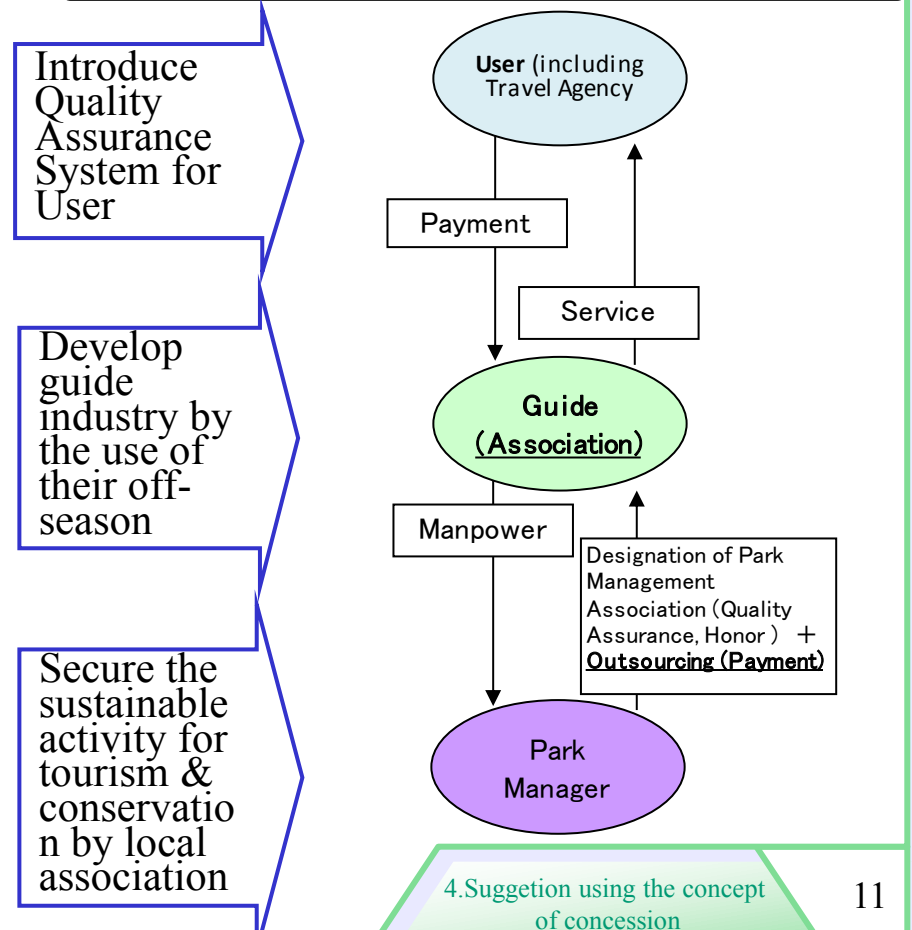 Introduce
Quality
Assurance
System for
User
User (including
Travel Agency
Payment
Service
Develop
guide
industry by
the use of
their off-
season
Guide
(Association)
Manpower
Designation of Park
Management
Association (Quality
Assurance, Honor ) +
Outsourcing (Payment)
Secure the
sustainable
activity for
tourism &
conservatio
n by local
association
Park
Manager
4.Suggetion using the concept
of concession
11